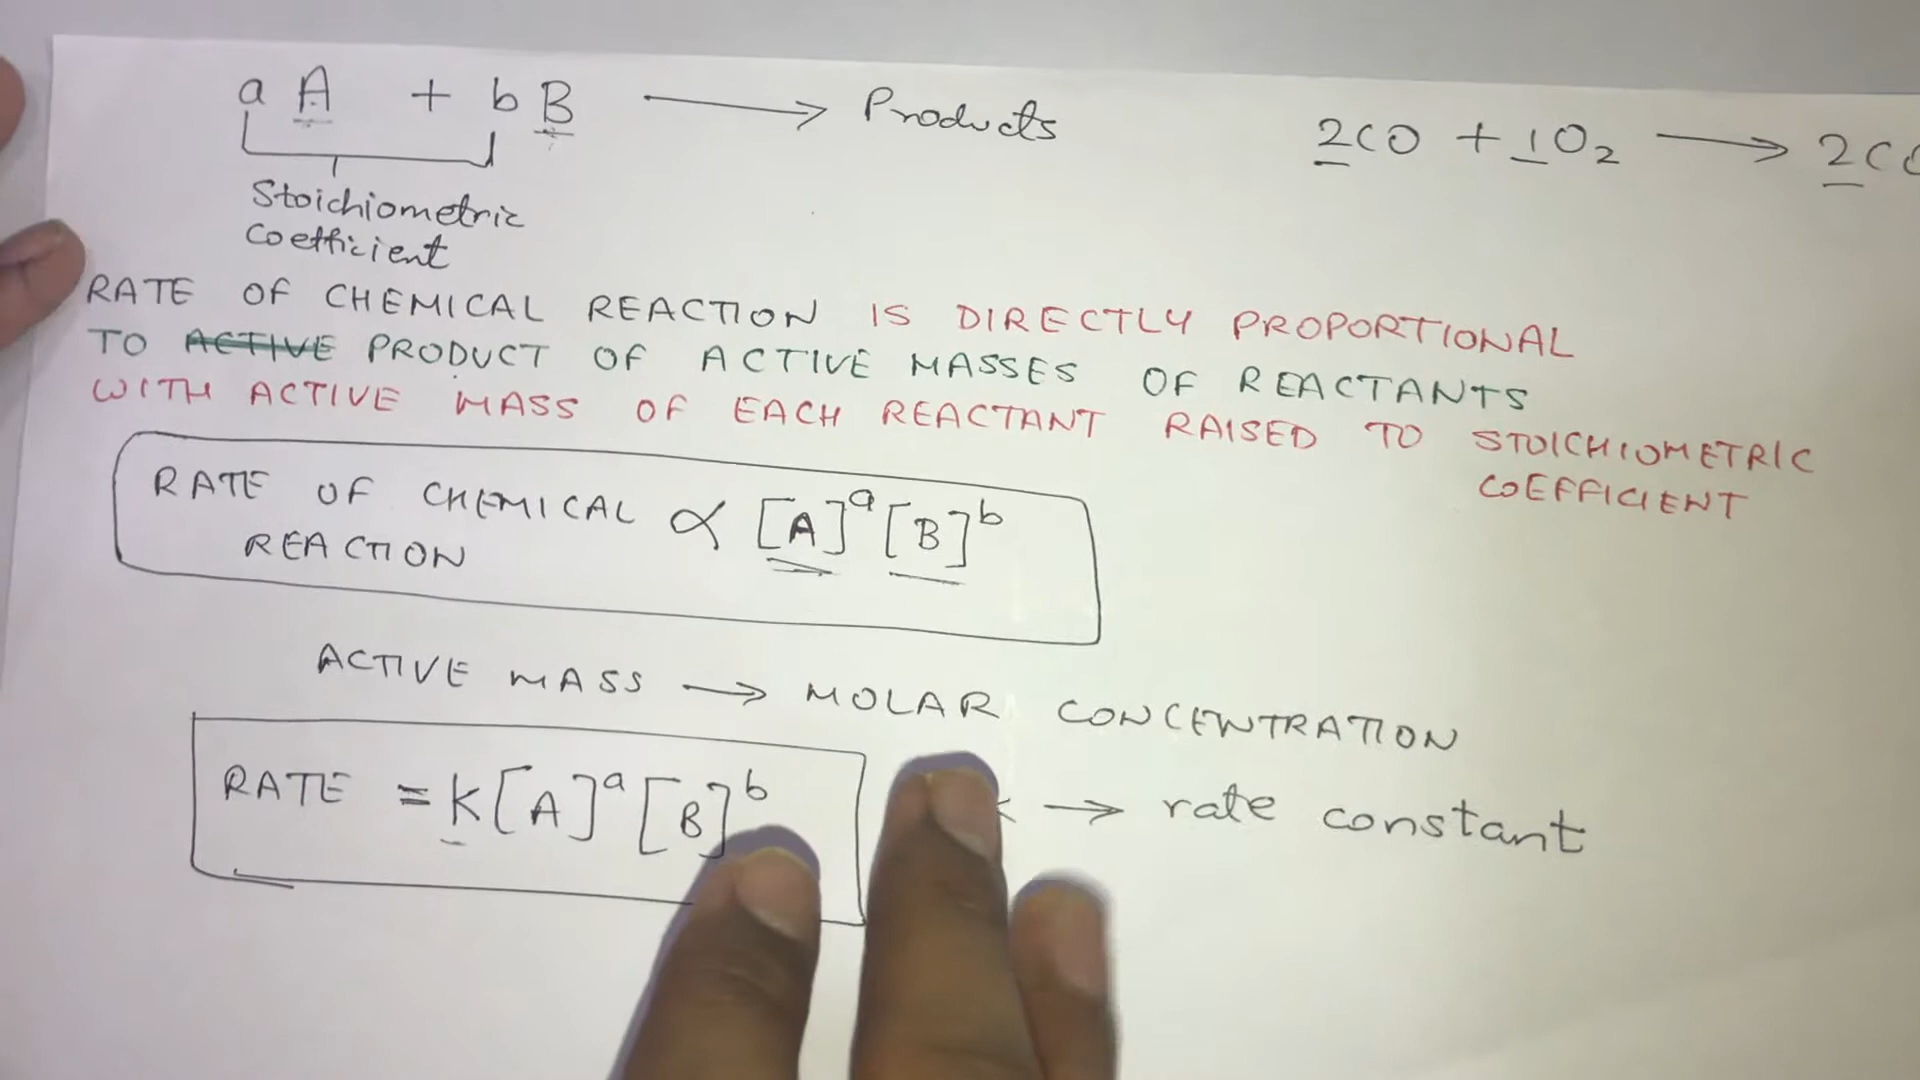 aA + bB ⟶ Products
2CO + 1O₂ ⟶ 2C
Stoichiometric
Coefficient
RATE OF CHEMICAL REACTION IS DIRECTLY PROPORTIONAL
TO ACTIVE PRODUCT OF ACTIVE MASSES OF REACTANTS
WITH ACTIVE MASS OF EACH REACTANT RAISED TO STOICHIOMETRIC
COEFFICIENT
RATE OF CHEMICAL ∝ [A]ᵃ [B]ᵇ
REACTION
ACTIVE MASS → MOLAR CONCENTRATION
RATE = K[A]ᵃ [B]ᵇ
→ rate constant